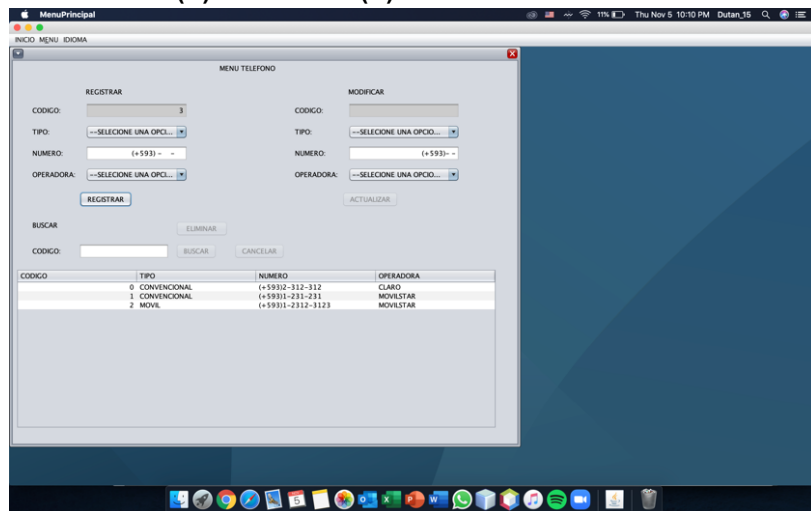 MenuPrincipal 11% Thu Nov 5 10:10 PM Dutan_15
INICIO MENU IDIOMA
MENU TELEFONO
REGISTRAR MODIFICAR
CODIGO: 3 CODIGO:
TIPO: --SELECIONE UNA OPCI... TIPO: --SELECIONE UNA OPCIO...
NUMERO: (+593) - - NUMERO: (+593)- -
OPERADORA: --SELECIONE UNA OPCI... OPERADORA: --SELECIONE UNA OPCIO...
REGISTRAR ACTUALIZAR
BUSCAR ELIMINAR
CODIGO: BUSCAR CANCELAR
CODIGO TIPO NUMERO OPERADORA
0 CONVENCIONAL (+593)2-312-312 CLARO
1 CONVENCIONAL (+593)1-231-231 MOVILSTAR
2 MOVIL (+593)1-2312-3123 MOVILSTAR
5